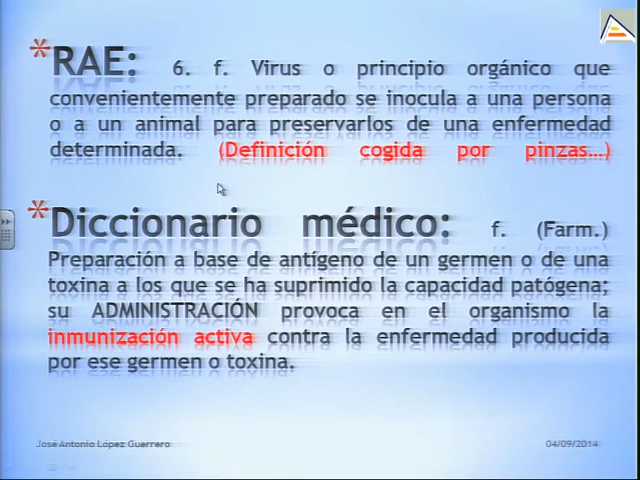 *RAE: 6. f. Virus o principio orgánico que
convenientemente preparado se inocula a una persona
o a un animal para preservarlos de una enfermedad
determinada. (Definición cogida por pinzas…)
*Diccionario médico: f. (Farm.)
Preparación a base de antígeno de un germen o de una
toxina a los que se ha suprimido la capacidad patógena;
su ADMINISTRACIÓN provoca en el organismo la
inmunización activa contra la enfermedad producida
por ese germen o toxina.
José Antonio López Guerrero 04/09/2014